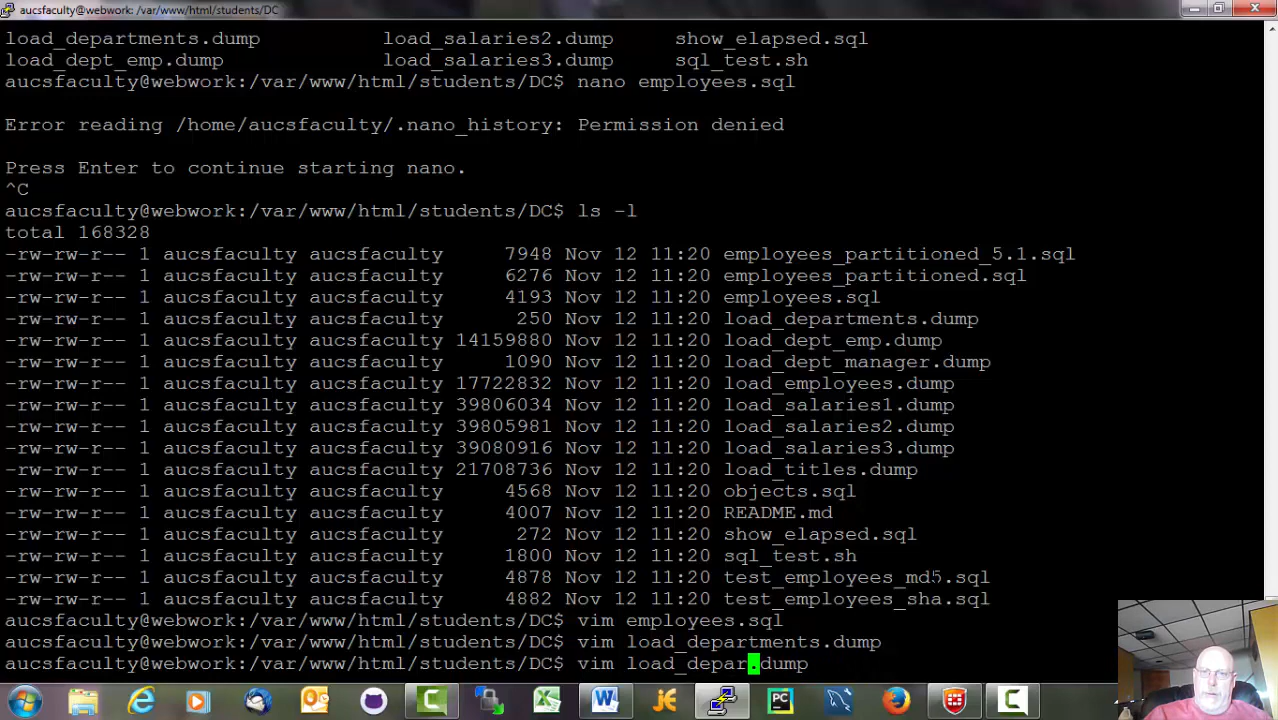 aucsfaculty@webwork: /var/www/html/students/DC
load_departments.dump load_salaries2.dump show_elapsed.sql
load_dept_emp.dump load_salaries3.dump sql_test.sh
aucsfaculty@webwork:/var/www/html/students/DC$ nano employees.sql
Error reading /home/aucsfaculty/.nano_history: Permission denied
Press Enter to continue starting nano.
^C
aucsfaculty@webwork:/var/www/html/students/DC$ ls -l
total 168328
-rw-rw-r-- 1 aucsfaculty aucsfaculty 7948 Nov 12 11:20 employees_partitioned_5.1.sql
-rw-rw-r-- 1 aucsfaculty aucsfaculty 6276 Nov 12 11:20 employees_partitioned.sql
-rw-rw-r-- 1 aucsfaculty aucsfaculty 4193 Nov 12 11:20 employees.sql
-rw-rw-r-- 1 aucsfaculty aucsfaculty 250 Nov 12 11:20 load_departments.dump
-rw-rw-r-- 1 aucsfaculty aucsfaculty 14159880 Nov 12 11:20 load_dept_emp.dump
-rw-rw-r-- 1 aucsfaculty aucsfaculty 1090 Nov 12 11:20 load_dept_manager.dump
-rw-rw-r-- 1 aucsfaculty aucsfaculty 17722832 Nov 12 11:20 load_employees.dump
-rw-rw-r-- 1 aucsfaculty aucsfaculty 39806034 Nov 12 11:20 load_salaries1.dump
-rw-rw-r-- 1 aucsfaculty aucsfaculty 39805981 Nov 12 11:20 load_salaries2.dump
-rw-rw-r-- 1 aucsfaculty aucsfaculty 39080916 Nov 12 11:20 load_salaries3.dump
-rw-rw-r-- 1 aucsfaculty aucsfaculty 21708736 Nov 12 11:20 load_titles.dump
-rw-rw-r-- 1 aucsfaculty aucsfaculty 4568 Nov 12 11:20 objects.sql
-rw-rw-r-- 1 aucsfaculty aucsfaculty 4007 Nov 12 11:20 README.md
-rw-rw-r-- 1 aucsfaculty aucsfaculty 272 Nov 12 11:20 show_elapsed.sql
-rw-rw-r-- 1 aucsfaculty aucsfaculty 1800 Nov 12 11:20 sql_test.sh
-rw-rw-r-- 1 aucsfaculty aucsfaculty 4878 Nov 12 11:20 test_employees_md5.sql
-rw-rw-r-- 1 aucsfaculty aucsfaculty 4882 Nov 12 11:20 test_employees_sha.sql
aucsfaculty@webwork:/var/www/html/students/DC$ vim employees.sql
aucsfaculty@webwork:/var/www/html/students/DC$ vim load_departments.dump
aucsfaculty@webwork:/var/www/html/students/DC$ vim load_depar.dump